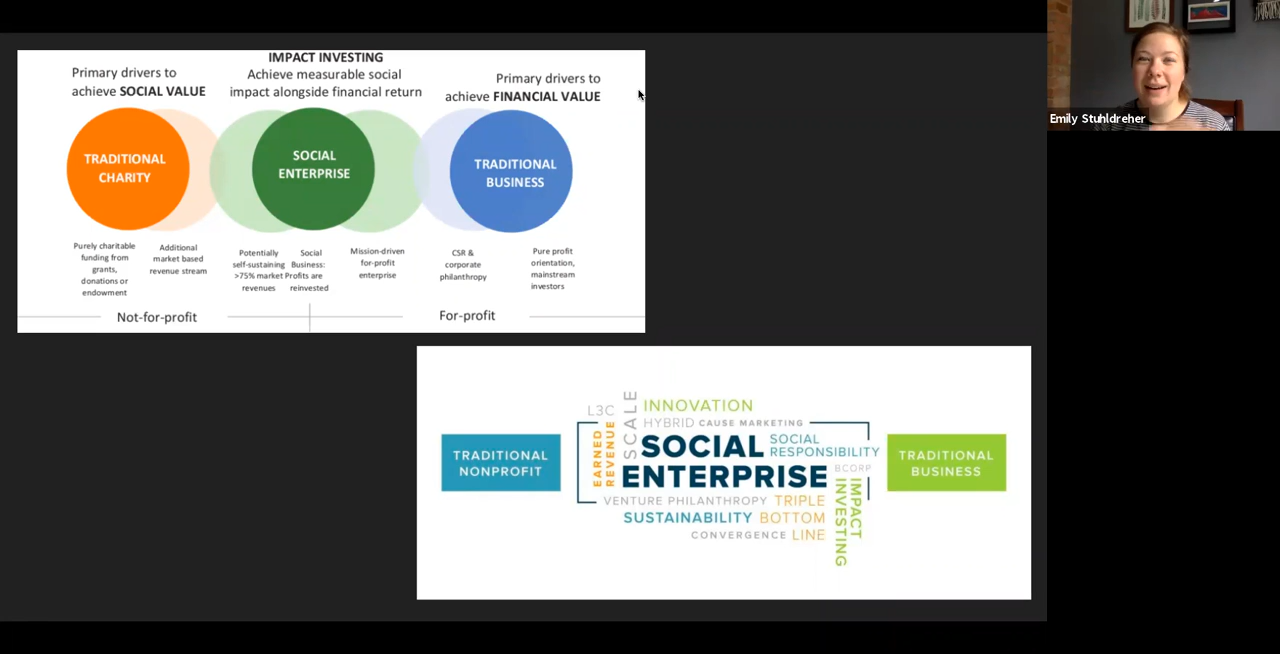 IMPACT INVESTING
Primary drivers to
achieve SOCIAL VALUE
Achieve measurable social
impact alongside financial return
Primary drivers to
achieve FINANCIAL VALUE
TRADITIONAL
CHARITY
SOCIAL
ENTERPRISE
TRADITIONAL
BUSINESS
Purely charitable
funding from
grants,
donations or
endowment
Additional
market based
revenue stream
Potentially
self-sustaining
>75% market
revenues
Social
Business:
Profits are
reinvested
Mission-driven
for-profit
enterprise
CSR &
corporate
philanthropy
Pure profit
orientation,
mainstream
investors
Not-for-profit
For-profit
Emily Stuhldreher
TRADITIONAL
NONPROFIT
L3C
SCALE
INNOVATION
HYBRID CAUSE MARKETING
EARNED
REVENUE
SOCIAL
ENTERPRISE
SOCIAL
RESPONSIBILITY
BCORP
VENTURE PHILANTHROPY
TRIPLE
BOTTOM
LINE
SUSTAINABILITY
CONVERGENCE
IMPACT
INVESTING
TRADITIONAL
BUSINESS